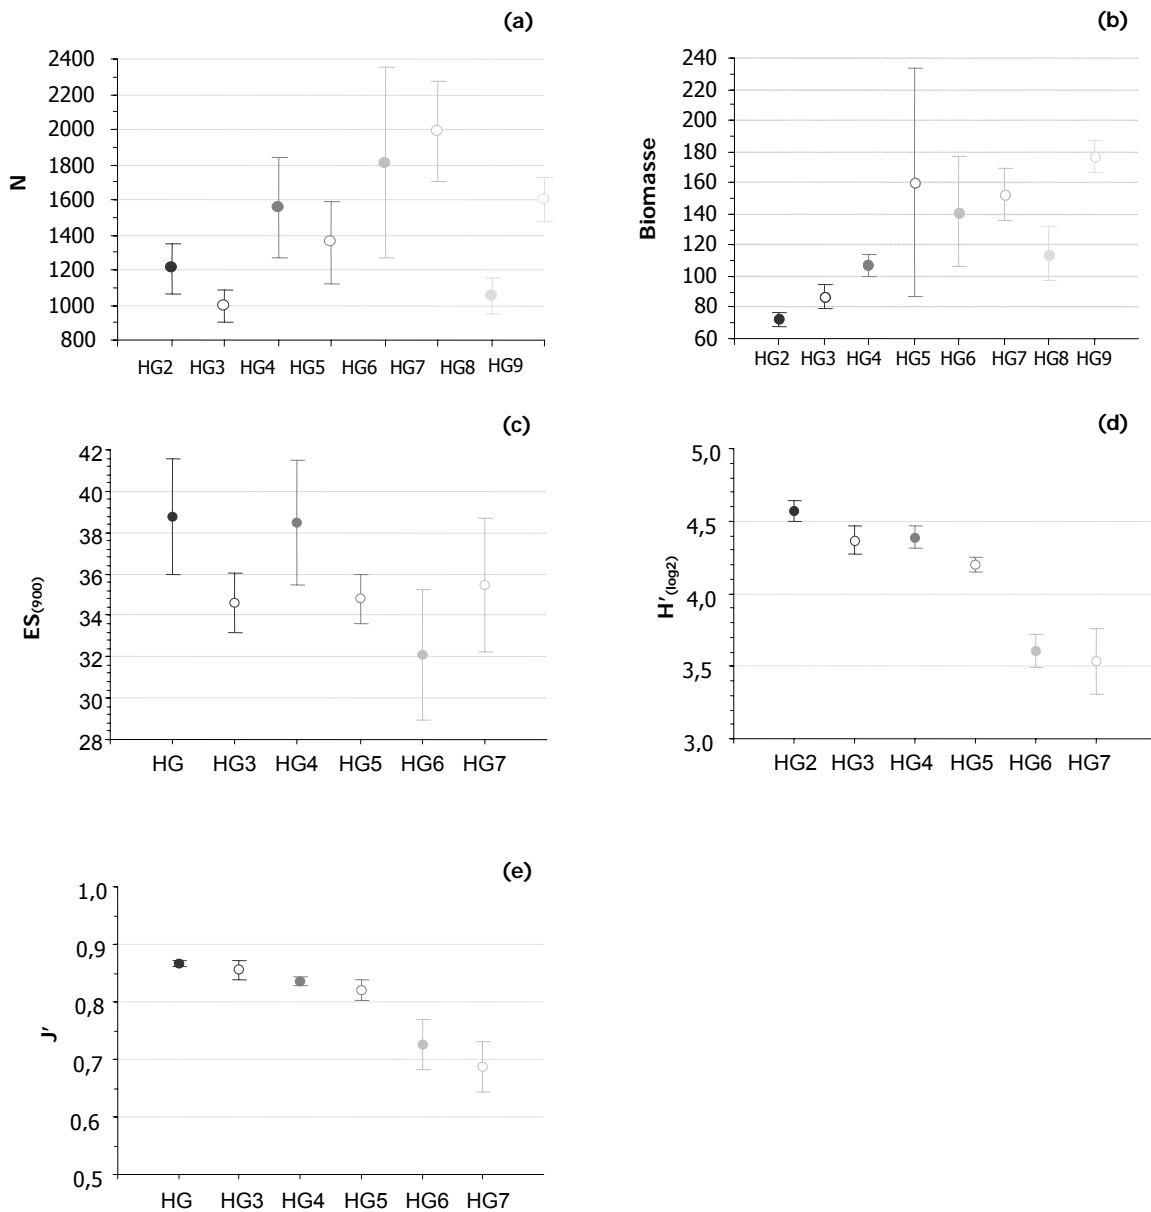 (a)
N
2400
2200
2000
1800
1600
1400
1200
1000
800
HG2 HG3 HG4 HG5 HG6 HG7 HG8 HG9
(b)
Biomasse
240
220
200
180
160
140
120
100
80
60
HG2 HG3 HG4 HG5 HG6 HG7 HG8 HG9
(c)
ES(900)
42
40
38
36
34
32
30
28
HG HG3 HG4 HG5 HG6 HG7
(d)
H'(log2)
5,0
4,5
4,0
3,5
3,0
HG2 HG3 HG4 HG5 HG6 HG7
(e)
J'
1,0
0,9
0,8
0,7
0,6
0,5
HG HG3 HG4 HG5 HG6 HG7